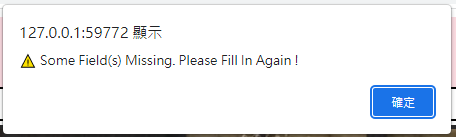 127.0.0.1:59772 顯示
⚠ Some Field(s) Missing. Please Fill In Again !
確定